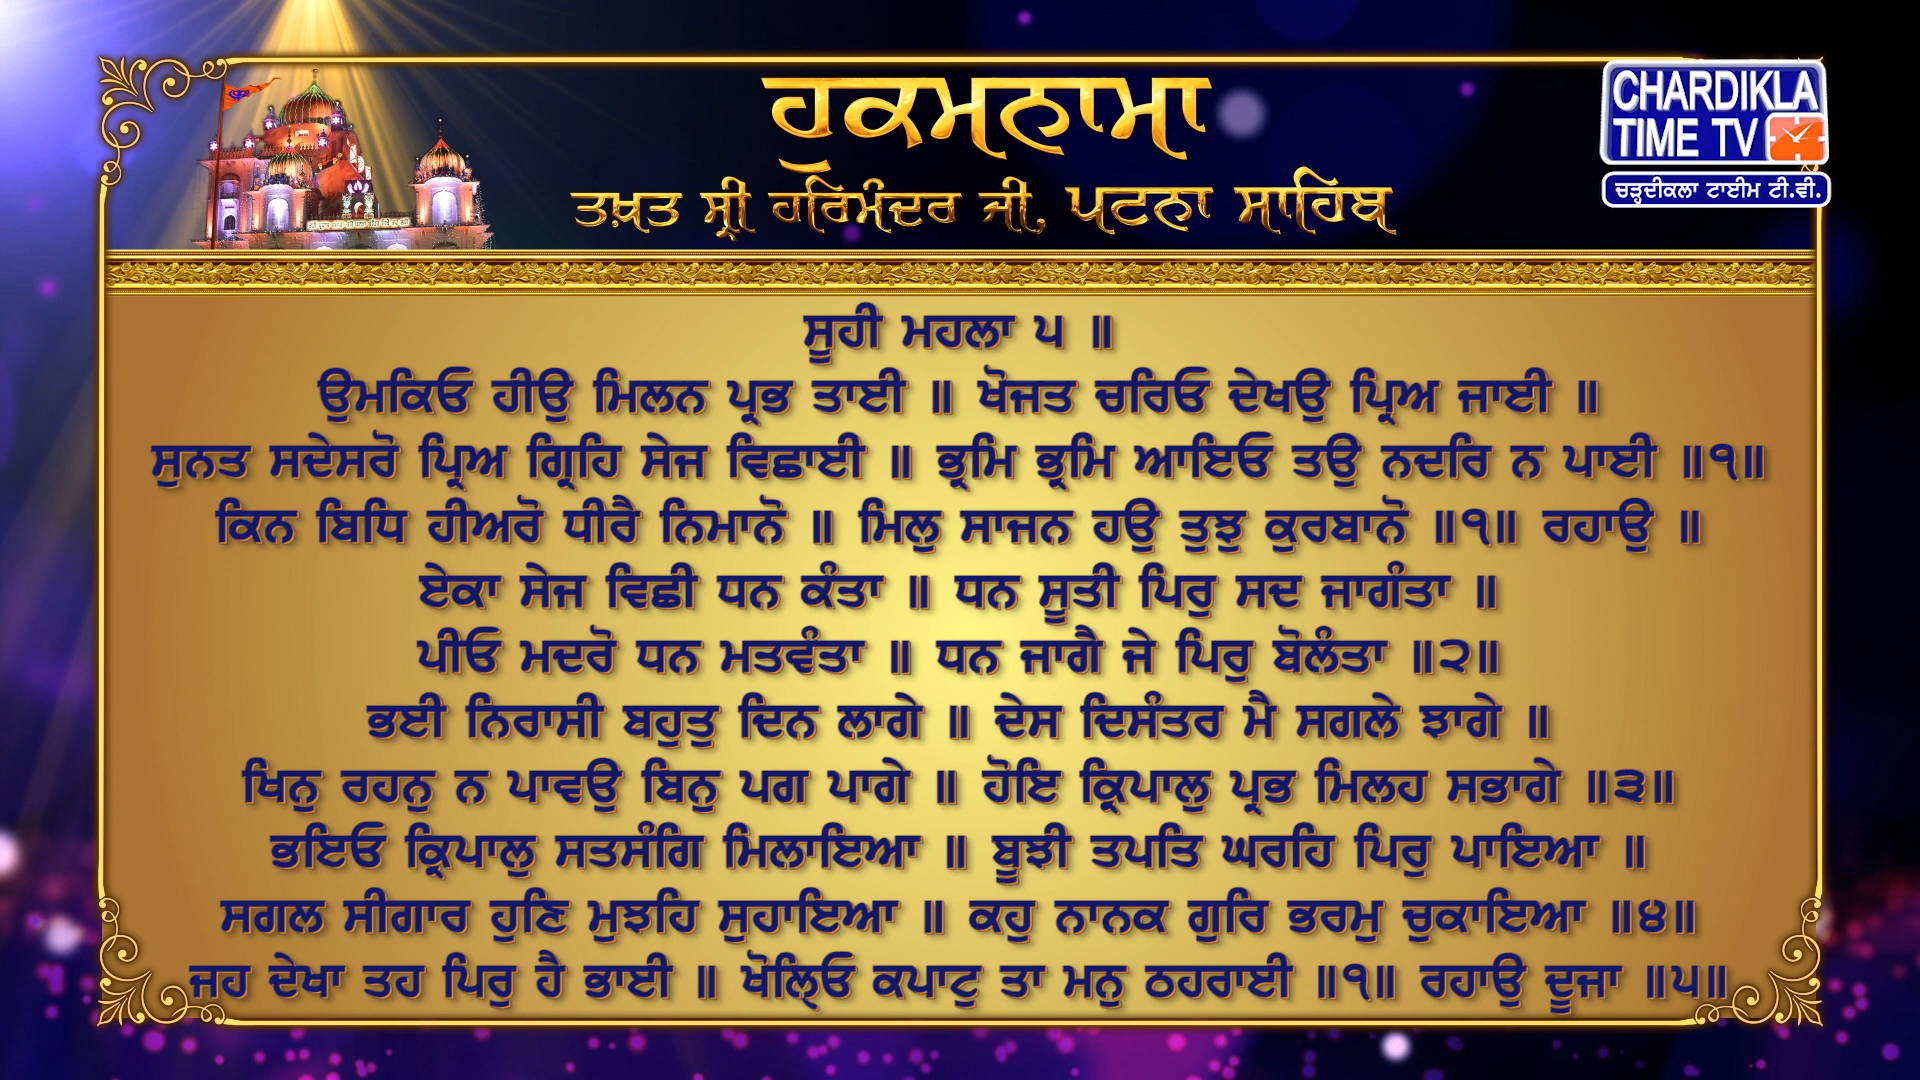 ਹੁਕਮਨਾਮਾ
ਤਖ਼ਤ ਸ੍ਰੀ ਹਰਿਮੰਦਰ ਜੀ, ਪਟਨਾ ਸਾਹਿਬ
CHARDIKLA
TIME TV
ਚੜ੍ਹਦੀਕਲਾ ਟਾਈਮ ਟੀ.ਵੀ.
ਸੂਹੀ ਮਹਲਾ ੫ ॥
ਉਮਕਿਓ ਹੀਉ ਮਿਲਨ ਪ੍ਰਭ ਤਾਈ ॥ ਖੋਜਤ ਚਰਿਓ ਦੇਖਉ ਪ੍ਰਿਅ ਜਾਈ ॥
ਸੁਨਤ ਸਦੇਸਰੋ ਪ੍ਰਿਅ ਗ੍ਰਿਹਿ ਸੇਜ ਵਿਛਾਈ ॥ ਭ੍ਰਮਿ ਭ੍ਰਮਿ ਆਇਓ ਤਉ ਨਦਰਿ ਨ ਪਾਈ ॥੧॥
ਕਿਨ ਬਿਧਿ ਹੀਅਰੋ ਧੀਰੈ ਨਿਮਾਨੋ ॥ ਮਿਲੁ ਸਾਜਨ ਹਉ ਤੁਝੁ ਕੁਰਬਾਨੋ ॥੧॥ ਰਹਾਉ ॥
ਏਕਾ ਸੇਜ ਵਿਛੀ ਧਨ ਕੰਤਾ ॥ ਧਨ ਸੂਤੀ ਪਿਰੁ ਸਦ ਜਾਗੰਤਾ ॥
ਪੀਓ ਮਦਰੋ ਧਨ ਮਤਵੰਤਾ ॥ ਧਨ ਜਾਗੈ ਜੇ ਪਿਰੁ ਬੋਲੰਤਾ ॥੨॥
ਭਈ ਨਿਰਾਸੀ ਬਹੁਤੁ ਦਿਨ ਲਾਗੇ ॥ ਦੇਸ ਦਿਸੰਤਰ ਮੈ ਸਗਲੇ ਝਾਗੇ ॥
ਖਿਨੁ ਰਹਨੁ ਨ ਪਾਵਉ ਬਿਨੁ ਪਗ ਪਾਗੇ ॥ ਹੋਇ ਕ੍ਰਿਪਾਲੁ ਪ੍ਰਭ ਮਿਲਹ ਸਭਾਗੇ ॥੩॥
ਭਇਓ ਕ੍ਰਿਪਾਲੁ ਸਤਸੰਗਿ ਮਿਲਾਇਆ ॥ ਬੂਝੀ ਤਪਤਿ ਘਰਹਿ ਪਿਰੁ ਪਾਇਆ ॥
ਸਗਲ ਸੀਗਾਰ ਹੁਣਿ ਮੁਝਹਿ ਸੁਹਾਇਆ ॥ ਕਹੁ ਨਾਨਕ ਗੁਰਿ ਭਰਮੁ ਚੁਕਾਇਆ ॥੪॥
ਜਹ ਦੇਖਾ ਤਹ ਪਿਰੁ ਹੈ ਭਾਈ ॥ ਖੋਲ੍ਹਿਓ ਕਪਾਟੁ ਤਾ ਮਨੁ ਠਹਰਾਈ ॥੧॥ ਰਹਾਉ ਦੂਜਾ ॥੫॥